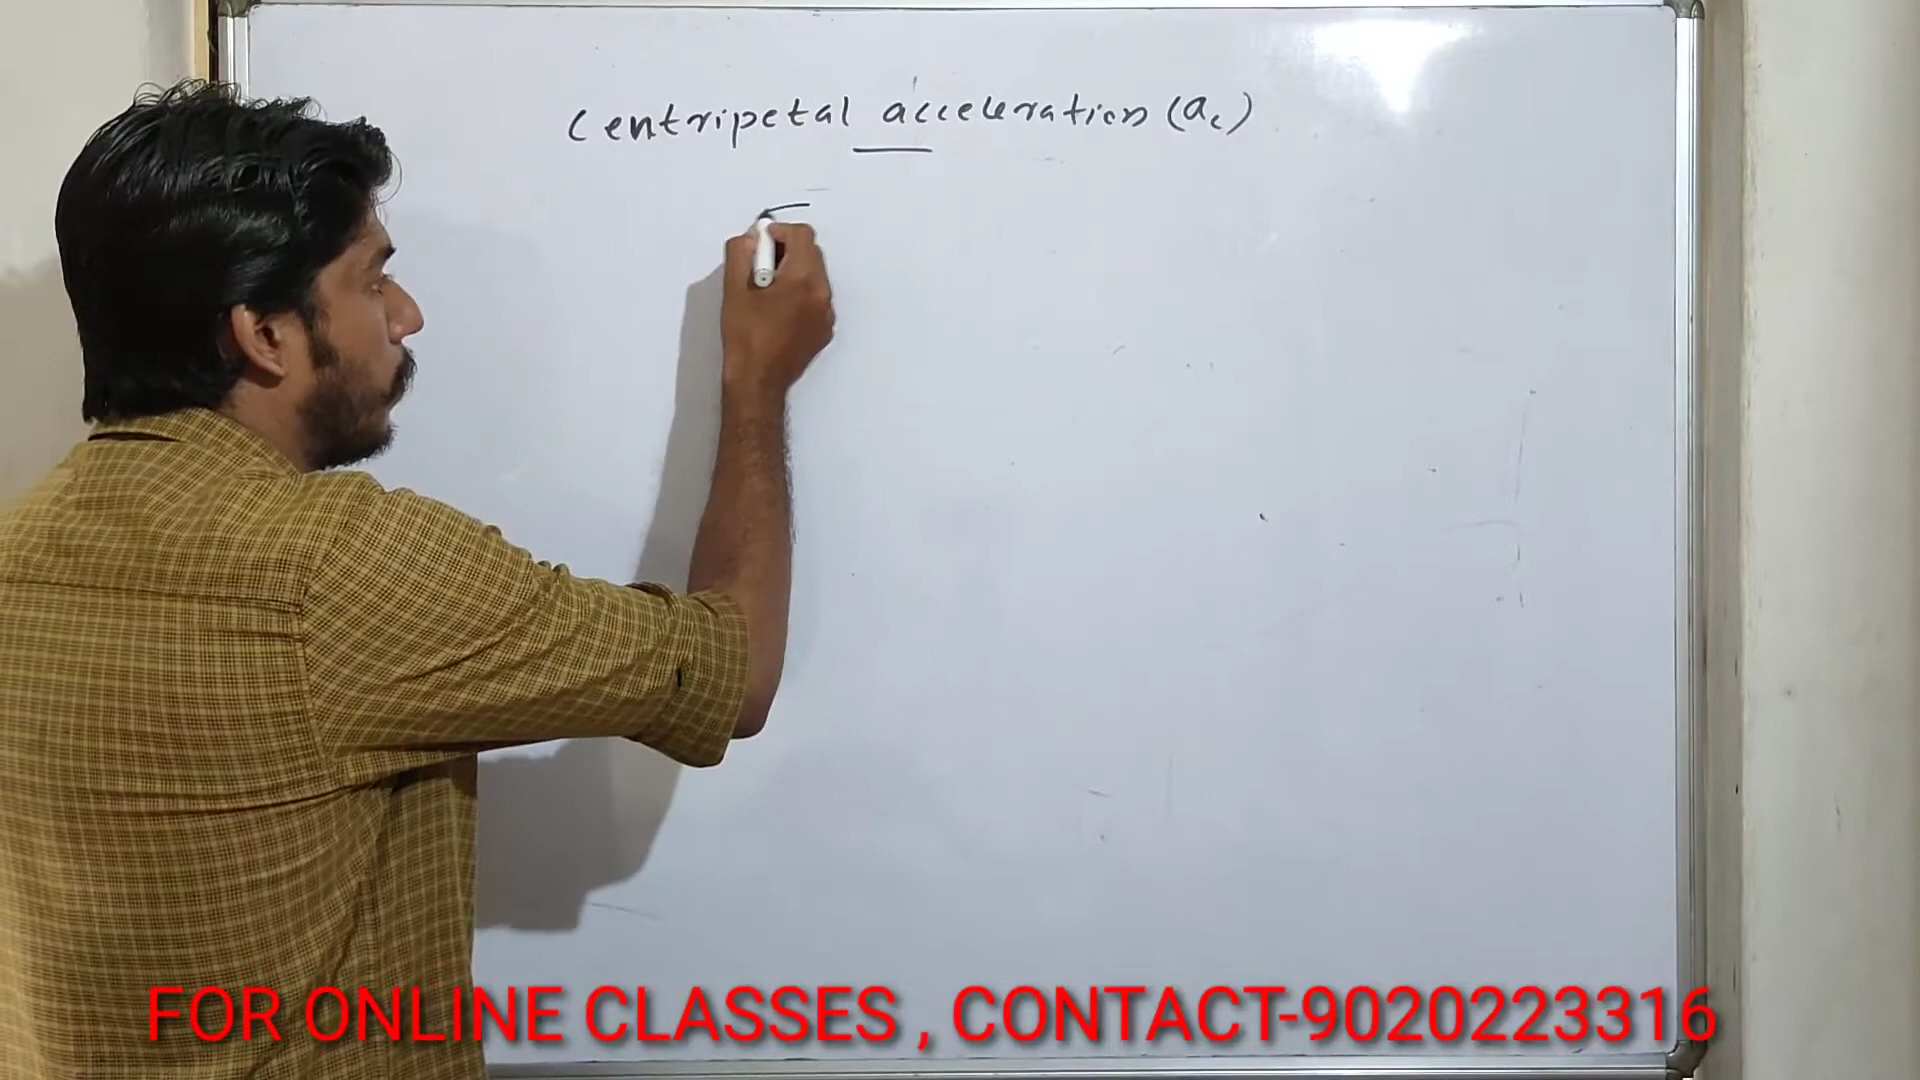 Centripetal acceleration (ac)
FOR ONLINE CLASSES , CONTACT-9020223316